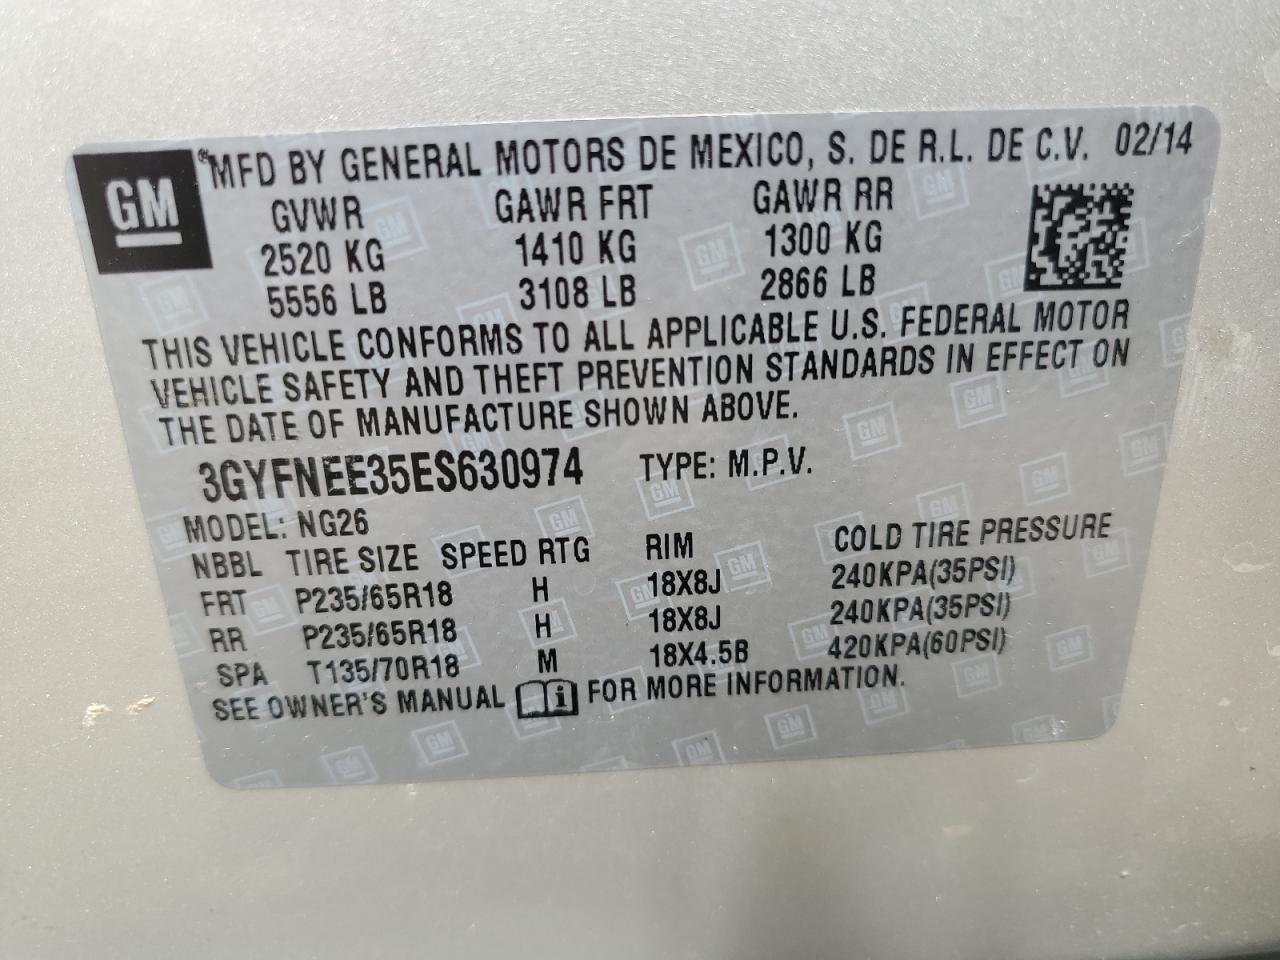 GM ®MFD BY GENERAL MOTORS DE MEXICO, S. DE R.L. DE C.V. 02/14
GVWR GAWR FRT GAWR RR
2520 KG 1410 KG 1300 KG
5556 LB 3108 LB 2866 LB
THIS VEHICLE CONFORMS TO ALL APPLICABLE U.S. FEDERAL MOTOR
VEHICLE SAFETY AND THEFT PREVENTION STANDARDS IN EFFECT ON
THE DATE OF MANUFACTURE SHOWN ABOVE.
3GYFNEE35ES630974 TYPE: M.P.V.
MODEL: NG26
NBBL TIRE SIZE SPEED RTG RIM COLD TIRE PRESSURE
FRT P235/65R18 H 18X8J 240KPA(35PSI)
RR P235/65R18 H 18X8J 240KPA(35PSI)
SPA T135/70R18 M 18X4.5B 420KPA(60PSI)
SEE OWNER'S MANUAL i FOR MORE INFORMATION.